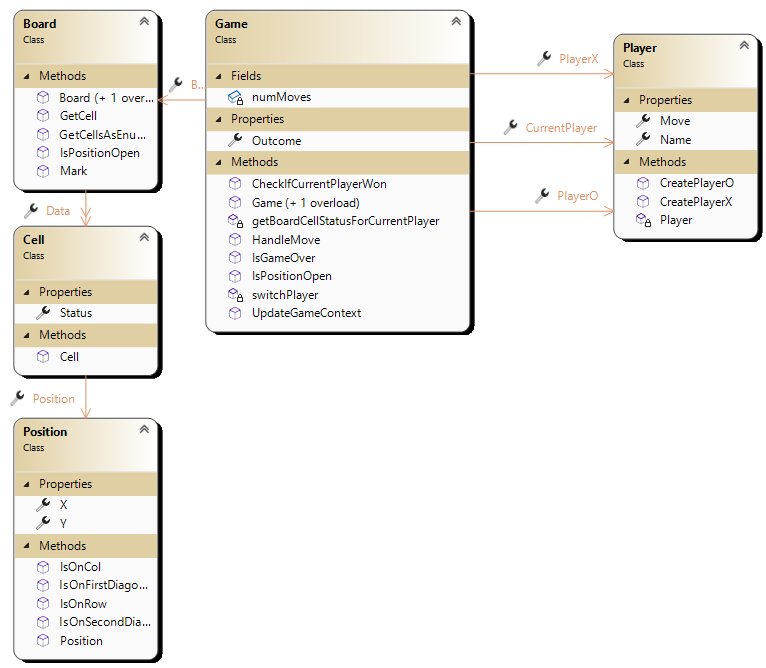 Board
Class
Methods
Board (+ 1 over...
GetCell
GetCellsAsEnu...
IsPositionOpen
Mark
B..
Data
Cell
Class
Properties
Status
Methods
Cell
Position
Position
Class
Properties
X
Y
Methods
IsOnCol
IsOnFirstDiago...
IsOnRow
IsOnSecondDia...
Position
Game
Class
Fields
numMoves
Properties
Outcome
Methods
CheckIfCurrentPlayerWon
Game (+ 1 overload)
getBoardCellStatusForCurrentPlayer
HandleMove
IsGameOver
IsPositionOpen
switchPlayer
UpdateGameContext
PlayerX
CurrentPlayer
PlayerO
Player
Class
Properties
Move
Name
Methods
CreatePlayerO
CreatePlayerX
Player